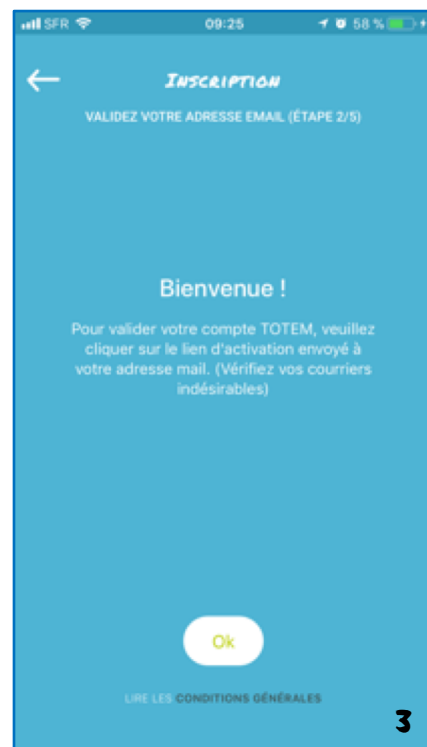 SFR 09:25 58 %
Inscription
VALIDEZ VOTRE ADRESSE EMAIL (ÉTAPE 2/5)
Bienvenue !
Pour valider votre compte TOTEM, veuillez
cliquer sur le lien d'activation envoyé à
votre adresse mail. (Vérifiez vos courriers
indésirables)
Ok
LIRE LES CONDITIONS GÉNÉRALES
3